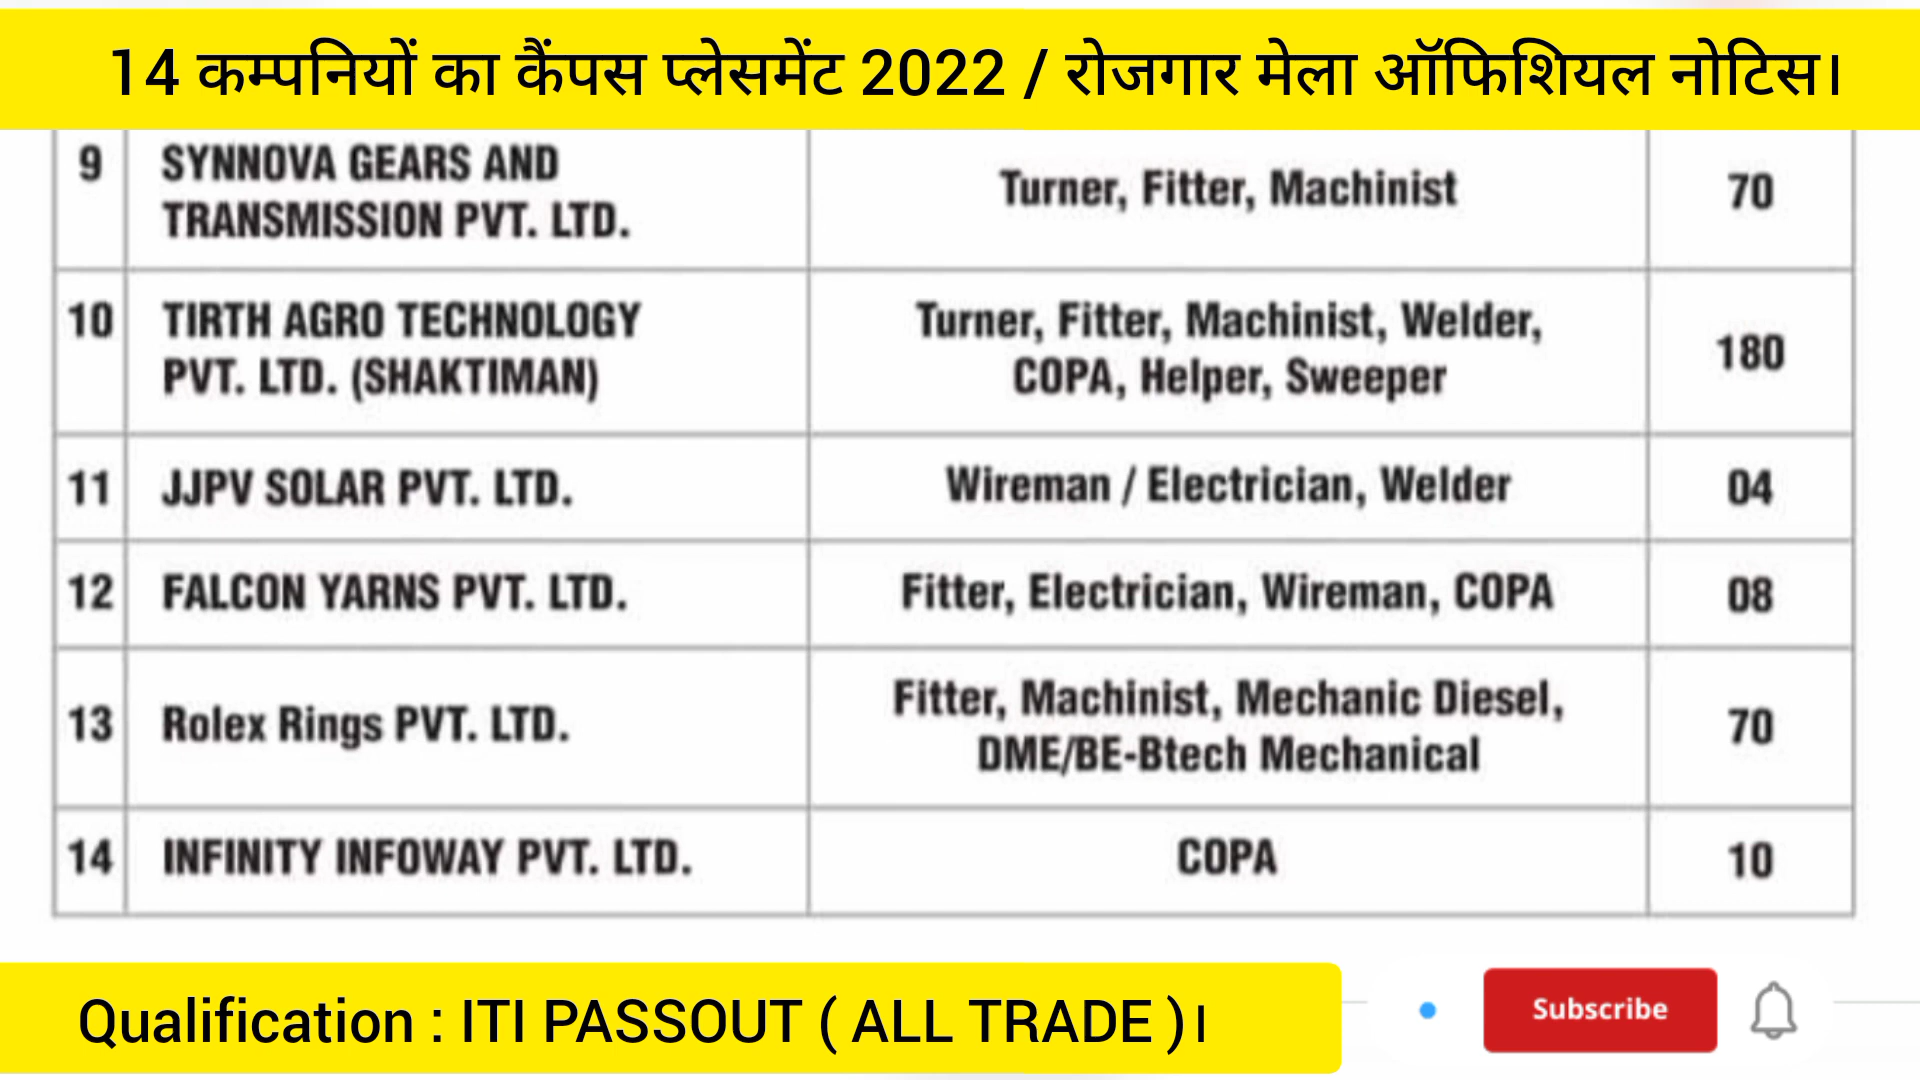 14 कम्पनियों का कैंपस प्लेसमेंट 2022 / रोजगार मेला ऑफिशियल नोटिस।
9 SYNNOVA GEARS AND TRANSMISSION PVT. LTD. Turner, Fitter, Machinist 70
10 TIRTH AGRO TECHNOLOGY PVT. LTD. (SHAKTIMAN) Turner, Fitter, Machinist, Welder, COPA, Helper, Sweeper 180
11 JJPV SOLAR PVT. LTD. Wireman / Electrician, Welder 04
12 FALCON YARNS PVT. LTD. Fitter, Electrician, Wireman, COPA 08
13 Rolex Rings PVT. LTD. Fitter, Machinist, Mechanic Diesel, DME/BE-Btech Mechanical 70
14 INFINITY INFOWAY PVT. LTD. COPA 10
Qualification : ITI PASSOUT ( ALL TRADE )।
Subscribe